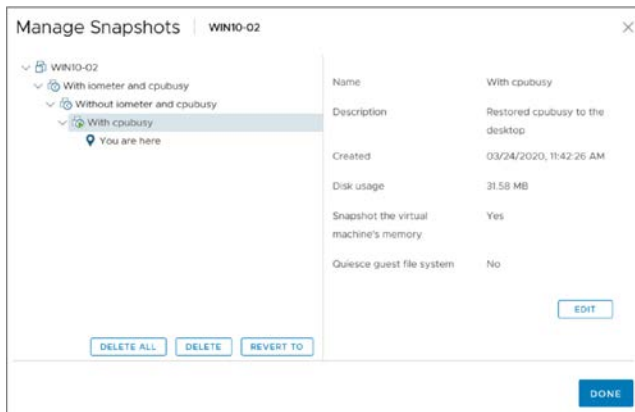 Manage Snapshots | WIN10-02
WIN10-02
With iometer and cpubusy
Without iometer and cpubusy
With cpubusy
You are here
Name With cpubusy
Description Restored cpubusy to the
desktop
Created 03/24/2020, 11:42:26 AM
Disk usage 31.58 MB
Snapshot the virtual Yes
machine's memory
Quiesce guest file system No
EDIT
DELETE ALL DELETE REVERT TO
DONE